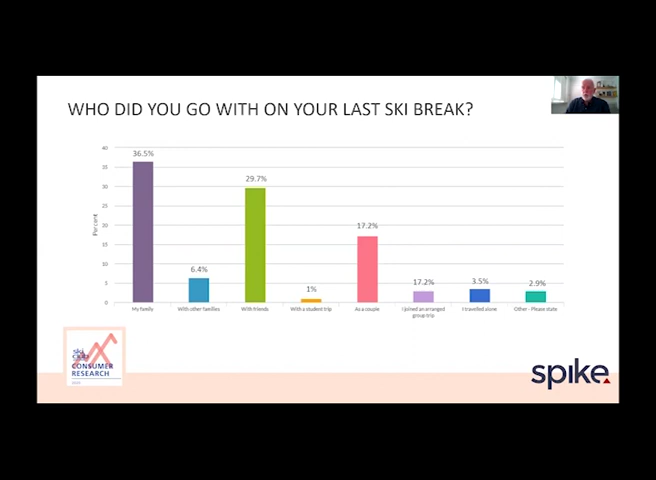 WHO DID YOU GO WITH ON YOUR LAST SKI BREAK?
40
36.5%
35
29.7%
30
25
Per cent
20
17.2%
15
10
6.4%
5
1%
17.2%
3.5%
2.9%
0
My family
With other families
With friends
With a student trip
As a couple
I joined an arranged
group trip
I travelled alone
Other - Please state
ski
club
CONSUMER
RESEARCH
spike